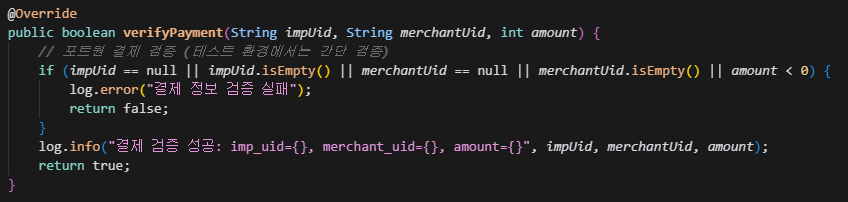 @Override
public boolean verifyPayment(String impUid, String merchantUid, int amount) {
// 포트원 결제 검증 (테스트 환경에서는 간단 검증)
if (impUid == null || impUid.isEmpty() || merchantUid == null || merchantUid.isEmpty() || amount < 0) {
log.error("결제 정보 검증 실패");
return false;
}
log.info("결제 검증 성공: imp_uid={}, merchant_uid={}, amount={}", impUid, merchantUid, amount);
return true;
}